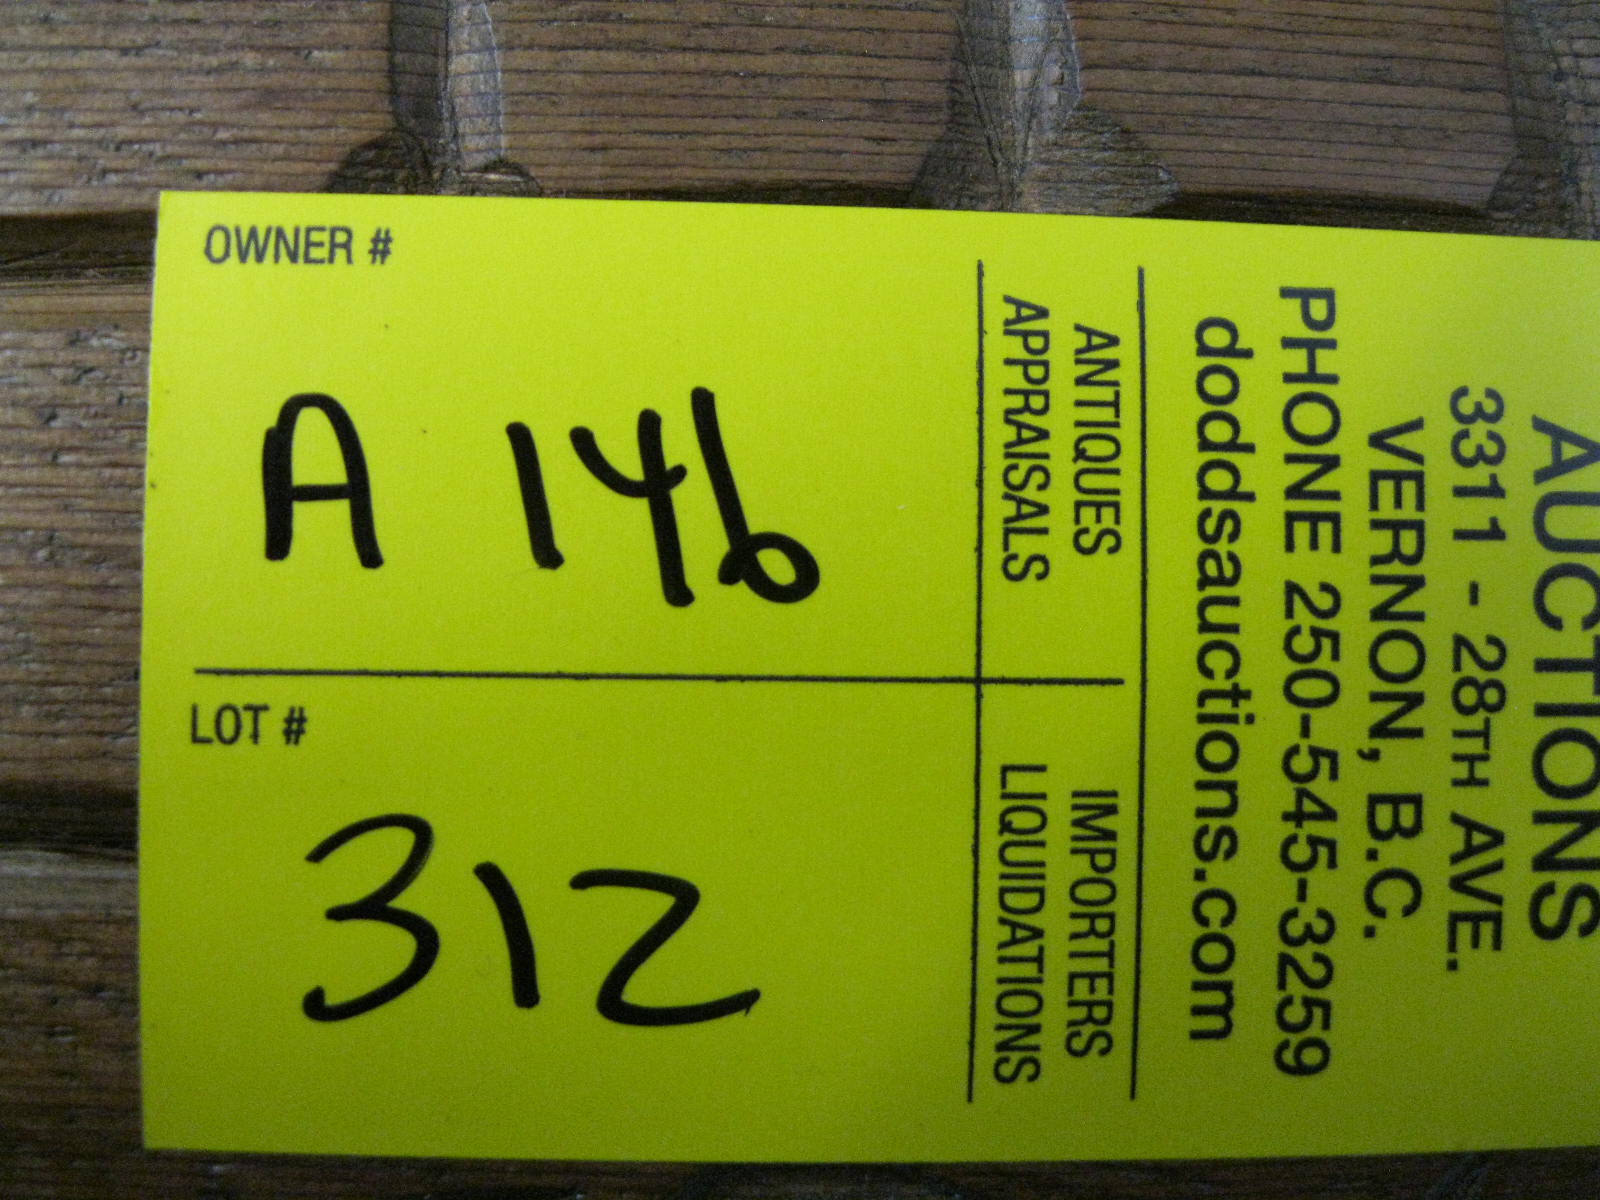 AUCTIONS
3311 - 28TH AVE.
VERNON, B.C.
PHONE 250-545-3259
doddsauctions.com
ANTIQUES
APPRAISALS
IMPORTERS
LIQUIDATIONS
OWNER #
A 146
LOT #
312